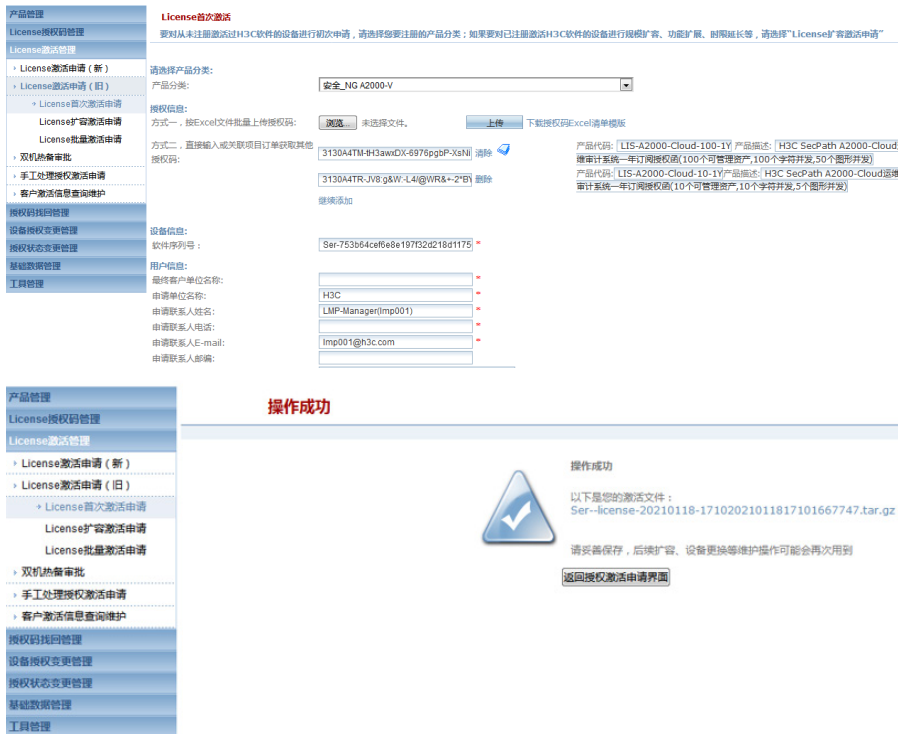 产品管理
License授权码管理
License激活管理
License激活申请（新）
License激活申请（旧）
License首次激活申请
License扩容激活申请
License批量激活申请
双机热备审批
手工处理授权激活申请
客户激活信息查询维护
授权码找回管理
设备授权变更管理
授权状态变更管理
基础数据管理
工具管理
License首次激活
要对从未注册激活过H3C软件的设备进行初次申请，请选择您要注册的产品分类；如果要对已注册激活H3C软件的设备进行规模扩容、功能扩展、时限延长等，请选择"License扩容激活申请"
请选择产品分类:
产品分类: 安全_NG A2000-V
授权信息:
方式一，按Excel文件批量上传授权码: 浏览... 未选择文件。 上传 下载授权码Excel清单模版
方式二，直接输入或关联项目订单获取其他授权码:
3130A4TM-tH3awxDX-6976pgbP-XsNi 清除
3130A4TR-JV8:g&W:-L4/@WR&+-2*BY 删除
继续添加
产品代码: LIS-A2000-Cloud-100-1Y 产品描述: H3C SecPath A2000-Cloud
维审计系统一年订阅授权函(100个可管理资产,100个字符并发,50个图形并发)
产品代码: LIS-A2000-Cloud-10-1Y 产品描述: H3C SecPath A2000-Cloud运维
审计系统一年订阅授权函(10个可管理资产,10个字符并发,5个图形并发)
设备信息:
软件序列号： Ser-753b64cef6e8e197f32d218d1175 *
用户信息:
最终客户单位名称: *
申请单位名称: H3C *
申请联系人姓名: LMP-Manager(lmp001) *
申请联系人电话: *
申请联系人E-mail: lmp001@h3c.com *
申请联系人邮编:
产品管理
License授权码管理
License激活管理
License激活申请（新）
License激活申请（旧）
License首次激活申请
License扩容激活申请
License批量激活申请
双机热备审批
手工处理授权激活申请
客户激活信息查询维护
授权码找回管理
设备授权变更管理
授权状态变更管理
基础数据管理
工具管理
操作成功
操作成功
以下是您的激活文件：
Ser--license-20210118-17102021011817101667747.tar.gz
请妥善保存，后续扩容、设备更换等维护操作可能会再次用到
返回授权激活申请界面